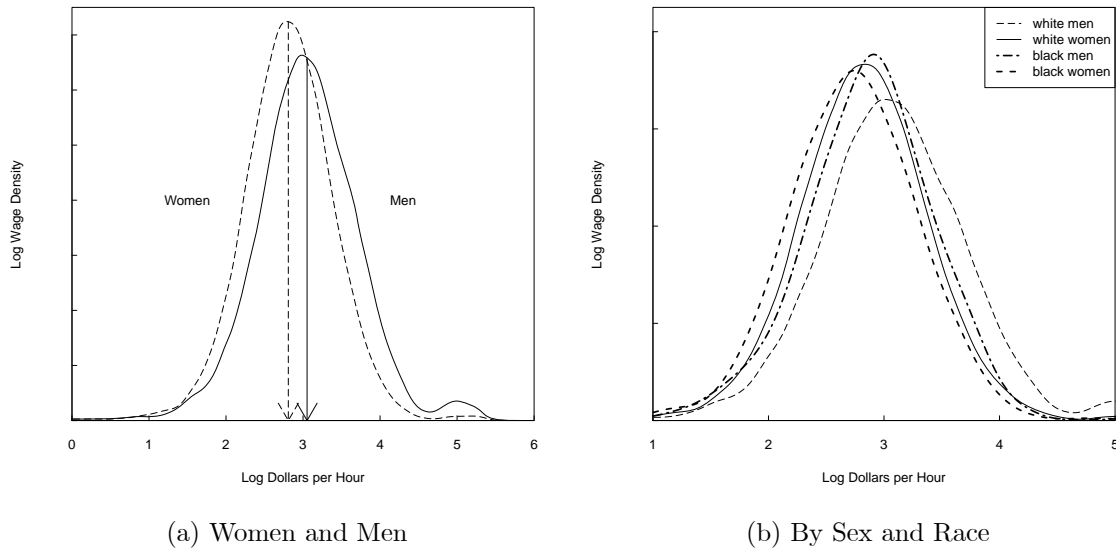 Log Wage Density
Women
Men
0 1 2 3 4 5 6
Log Dollars per Hour
(a) Women and Men
white men
white women
black men
black women
Log Wage Density
1 2 3 4 5
Log Dollars per Hour
(b) By Sex and Race